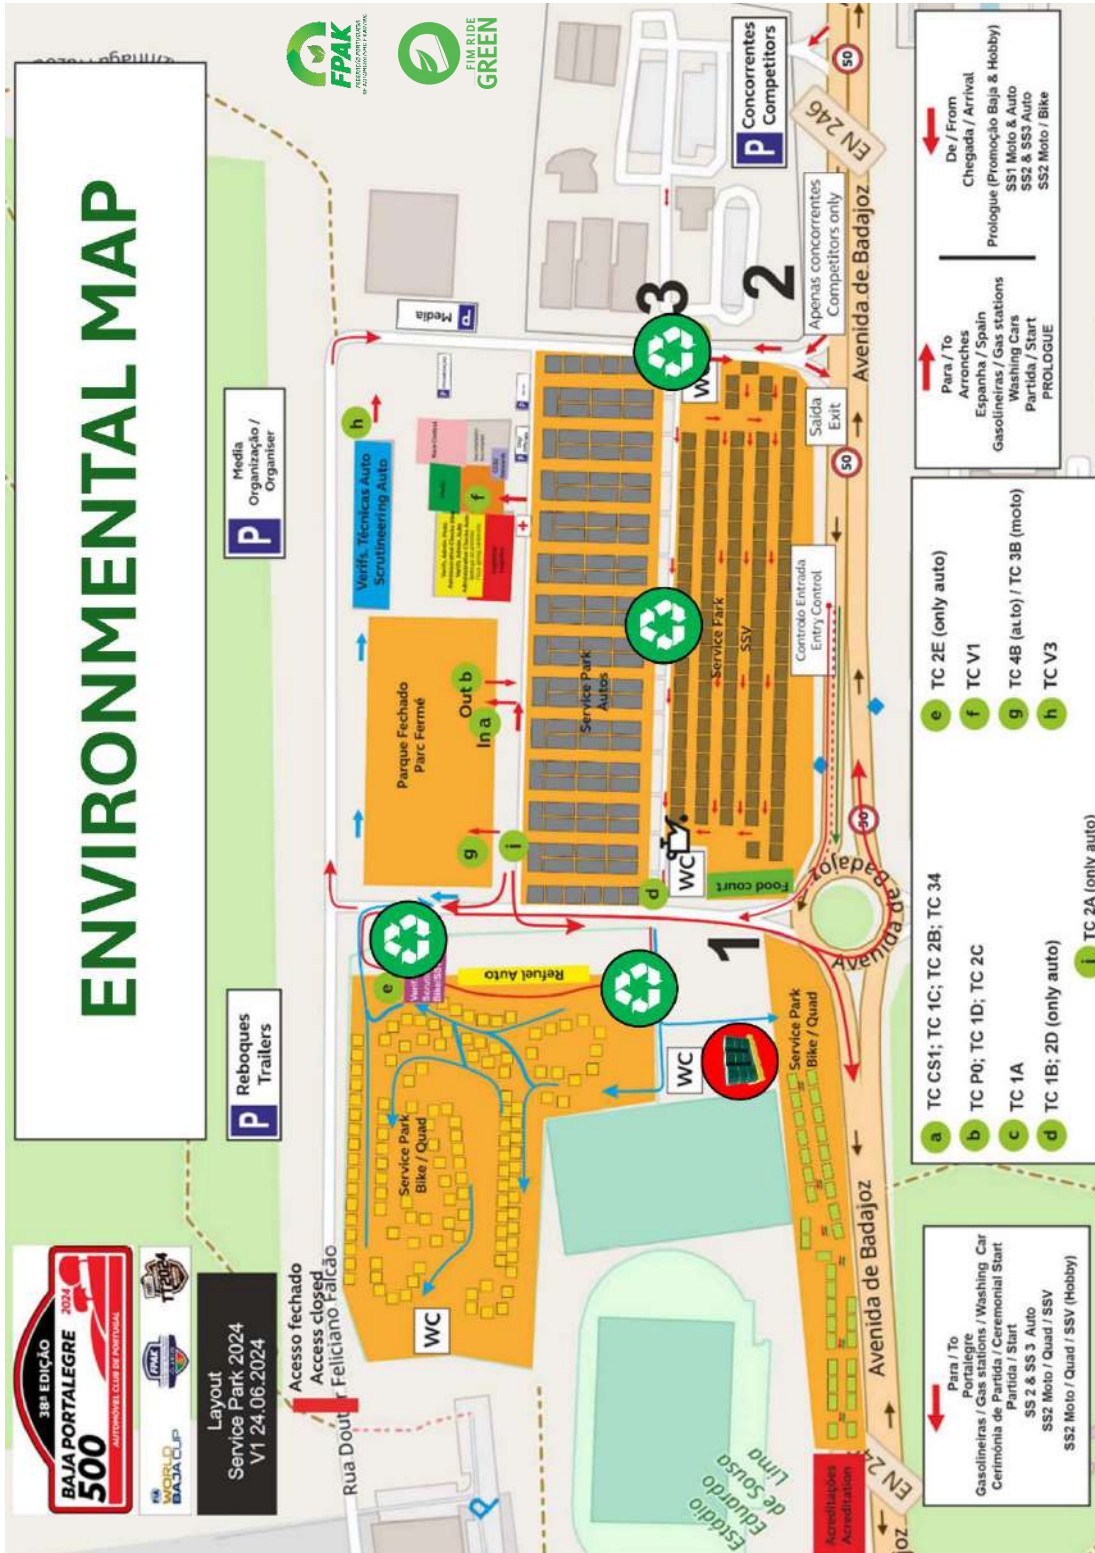 ENVIRONMENTAL MAP
38ª EDIÇÃO
BAJA PORTALEGRE
500
2024
AUTOMÓVEL CLUB DE PORTUGAL
FIA
WORLD
BAJA CUP
FPAK
TT2024
Layout
Service Park 2024
V1 24.06.2024
FPAK
FIM RIDE
GREEN
P
Reboques
Trailers
P
Media
Organização /
Organiser
Media
P
P
Concorrentes
Competitors
Acesso fechado
Access closed
Rua Doutor Feliciano Falcão
Verifs. Técnicas Auto
Scrutineering Auto
h
Parque Fechado
Parc Fermé
Out b
In a
g
i
f
e
d
Race Control
Service Park
Bike / Quad
WC
Refuel Auto
WC
1
Service Park
Autos
Service Park
SSV
WC
Food court
WC
3
2
Apenas concorrentes
Competitors only
Saída
Exit
Controlo Entrada
Entry Control
Service Park
Bike / Quad
Avenida de Badajoz
Avenida de Badajoz
Avenida de Badajoz
EN 246
EN 24
50
50
50
P
Estádio
Eduardo
de Sousa
Lima
Acreditações
Acreditation
Para / To
Portalegre
Gasolineiras / Gas stations / Washing Car
Cerimónia de Partida / Ceremonial Start
Partida / Start
SS 2 & SS 3 Auto
SS2 Moto / Quad / SSV
SS2 Moto / Quad / SSV (Hobby)
a TC CS1; TC 1C; TC 2B; TC 34
b TC P0; TC 1D; TC 2C
c TC 1A
d TC 1B; 2D (only auto)
e TC 2E (only auto)
f TC V1
g TC 4B (auto) / TC 3B (moto)
h TC V3
i TC 2A (only auto)
Para / To
Arronches
Espanha / Spain
Gasolineiras / Gas stations
Washing Cars
Partida / Start
PROLOGUE
De / From
Chegada / Arrival
Prologue (Promoção Baja & Hobby)
SS1 Moto & Auto
SS2 & SS3 Auto
SS2 Moto / Bike